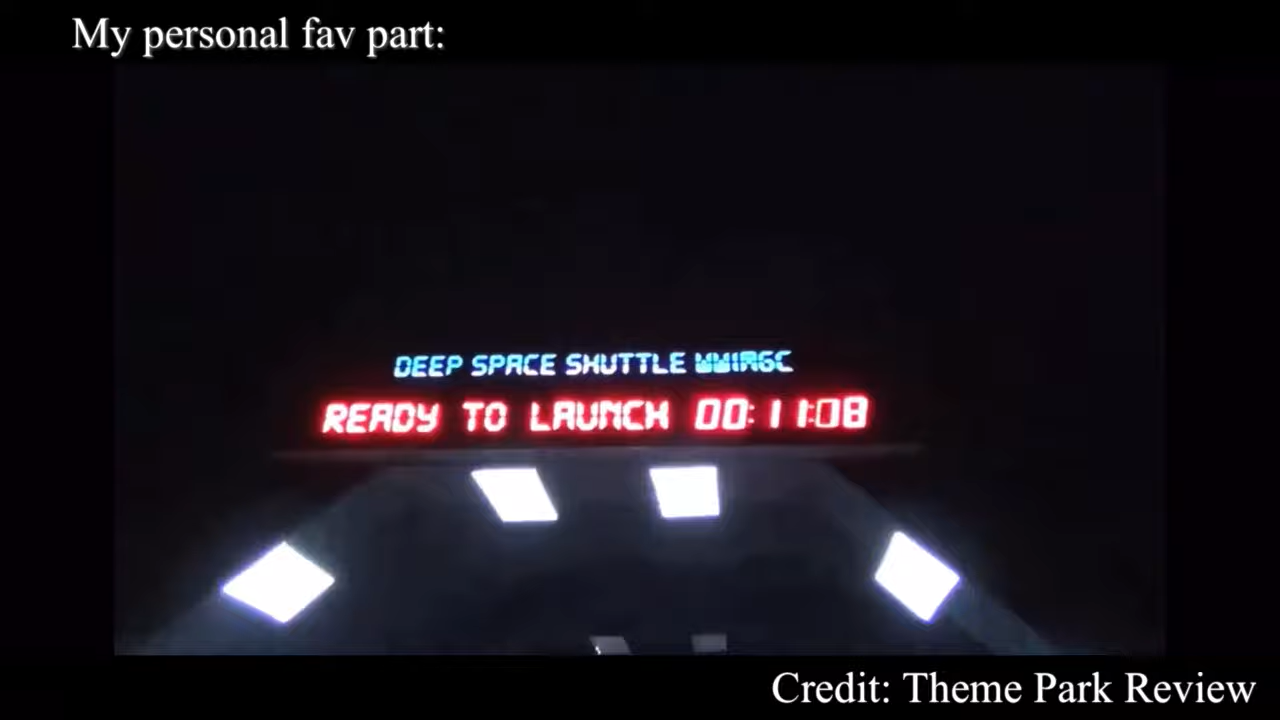 My personal fav part:
DEEP SPACE SHUTTLE
READY TO LAUNCH 00:11:08
Credit: Theme Park Review